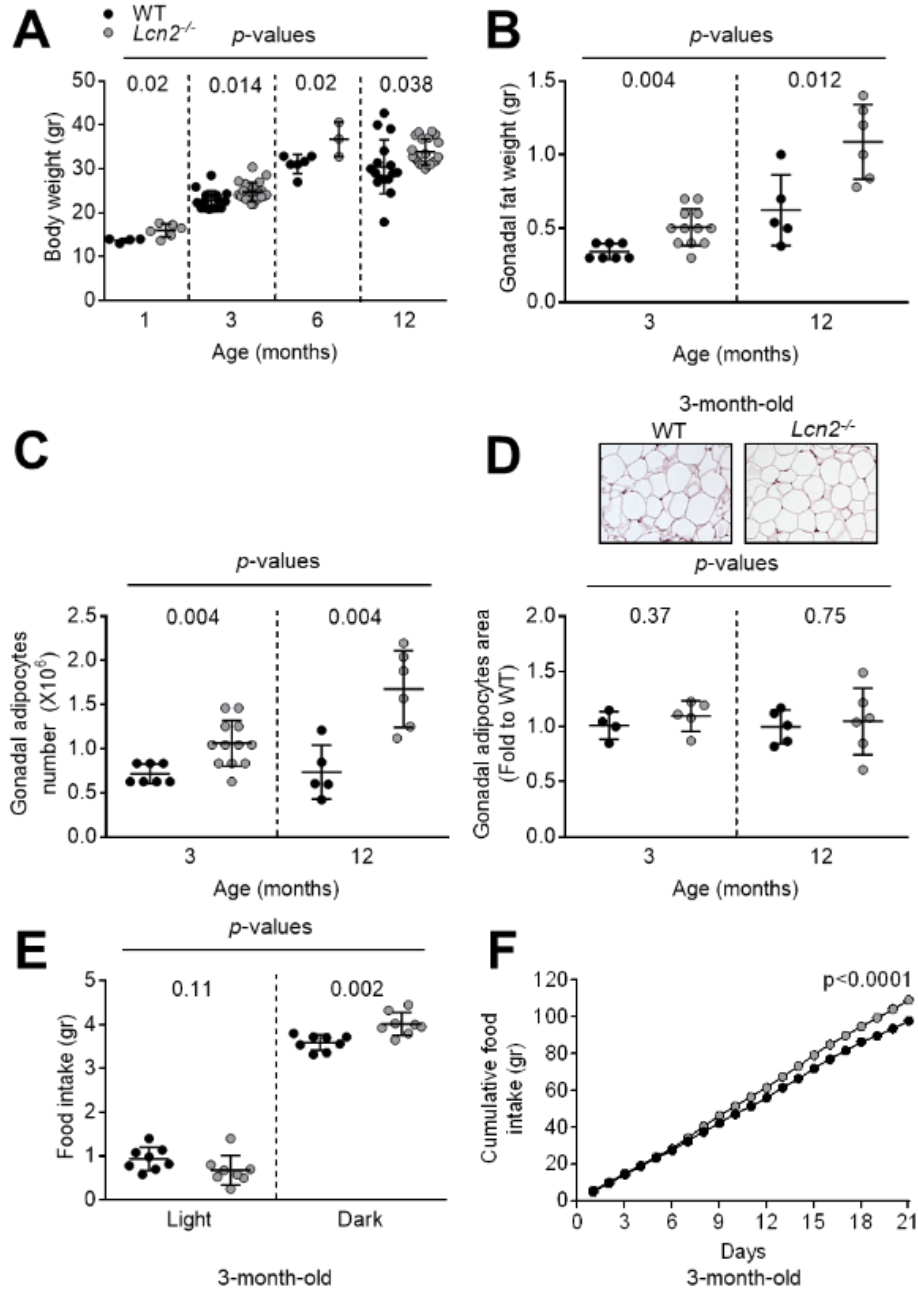 A
WT
Lcn2-/-
p-values
0.02 0.014 0.02 0.038
Body weight (gr)
50
40
30
20
10
0
1 3 6 12
Age (months)
B
p-values
0.004 0.012
Gonadal fat weight (gr)
1.5
1.0
0.5
0.0
3 12
Age (months)
C
p-values
0.004 0.004
Gonadal adipocytes
number (X10⁶)
2.5
2.0
1.5
1.0
0.5
0.0
3 12
Age (months)
D
3-month-old
WT Lcn2-/-
p-values
0.37 0.75
Gonadal adipocytes area
(Fold to WT)
2.0
1.5
1.0
0.5
0.0
3 12
Age (months)
E
p-values
0.11 0.002
Food intake (gr)
5
4
3
2
1
0
Light Dark
3-month-old
F
p<0.0001
Cumulative food
intake (gr)
120
100
80
60
40
20
0
0 3 6 9 12 15 18 21
Days
3-month-old